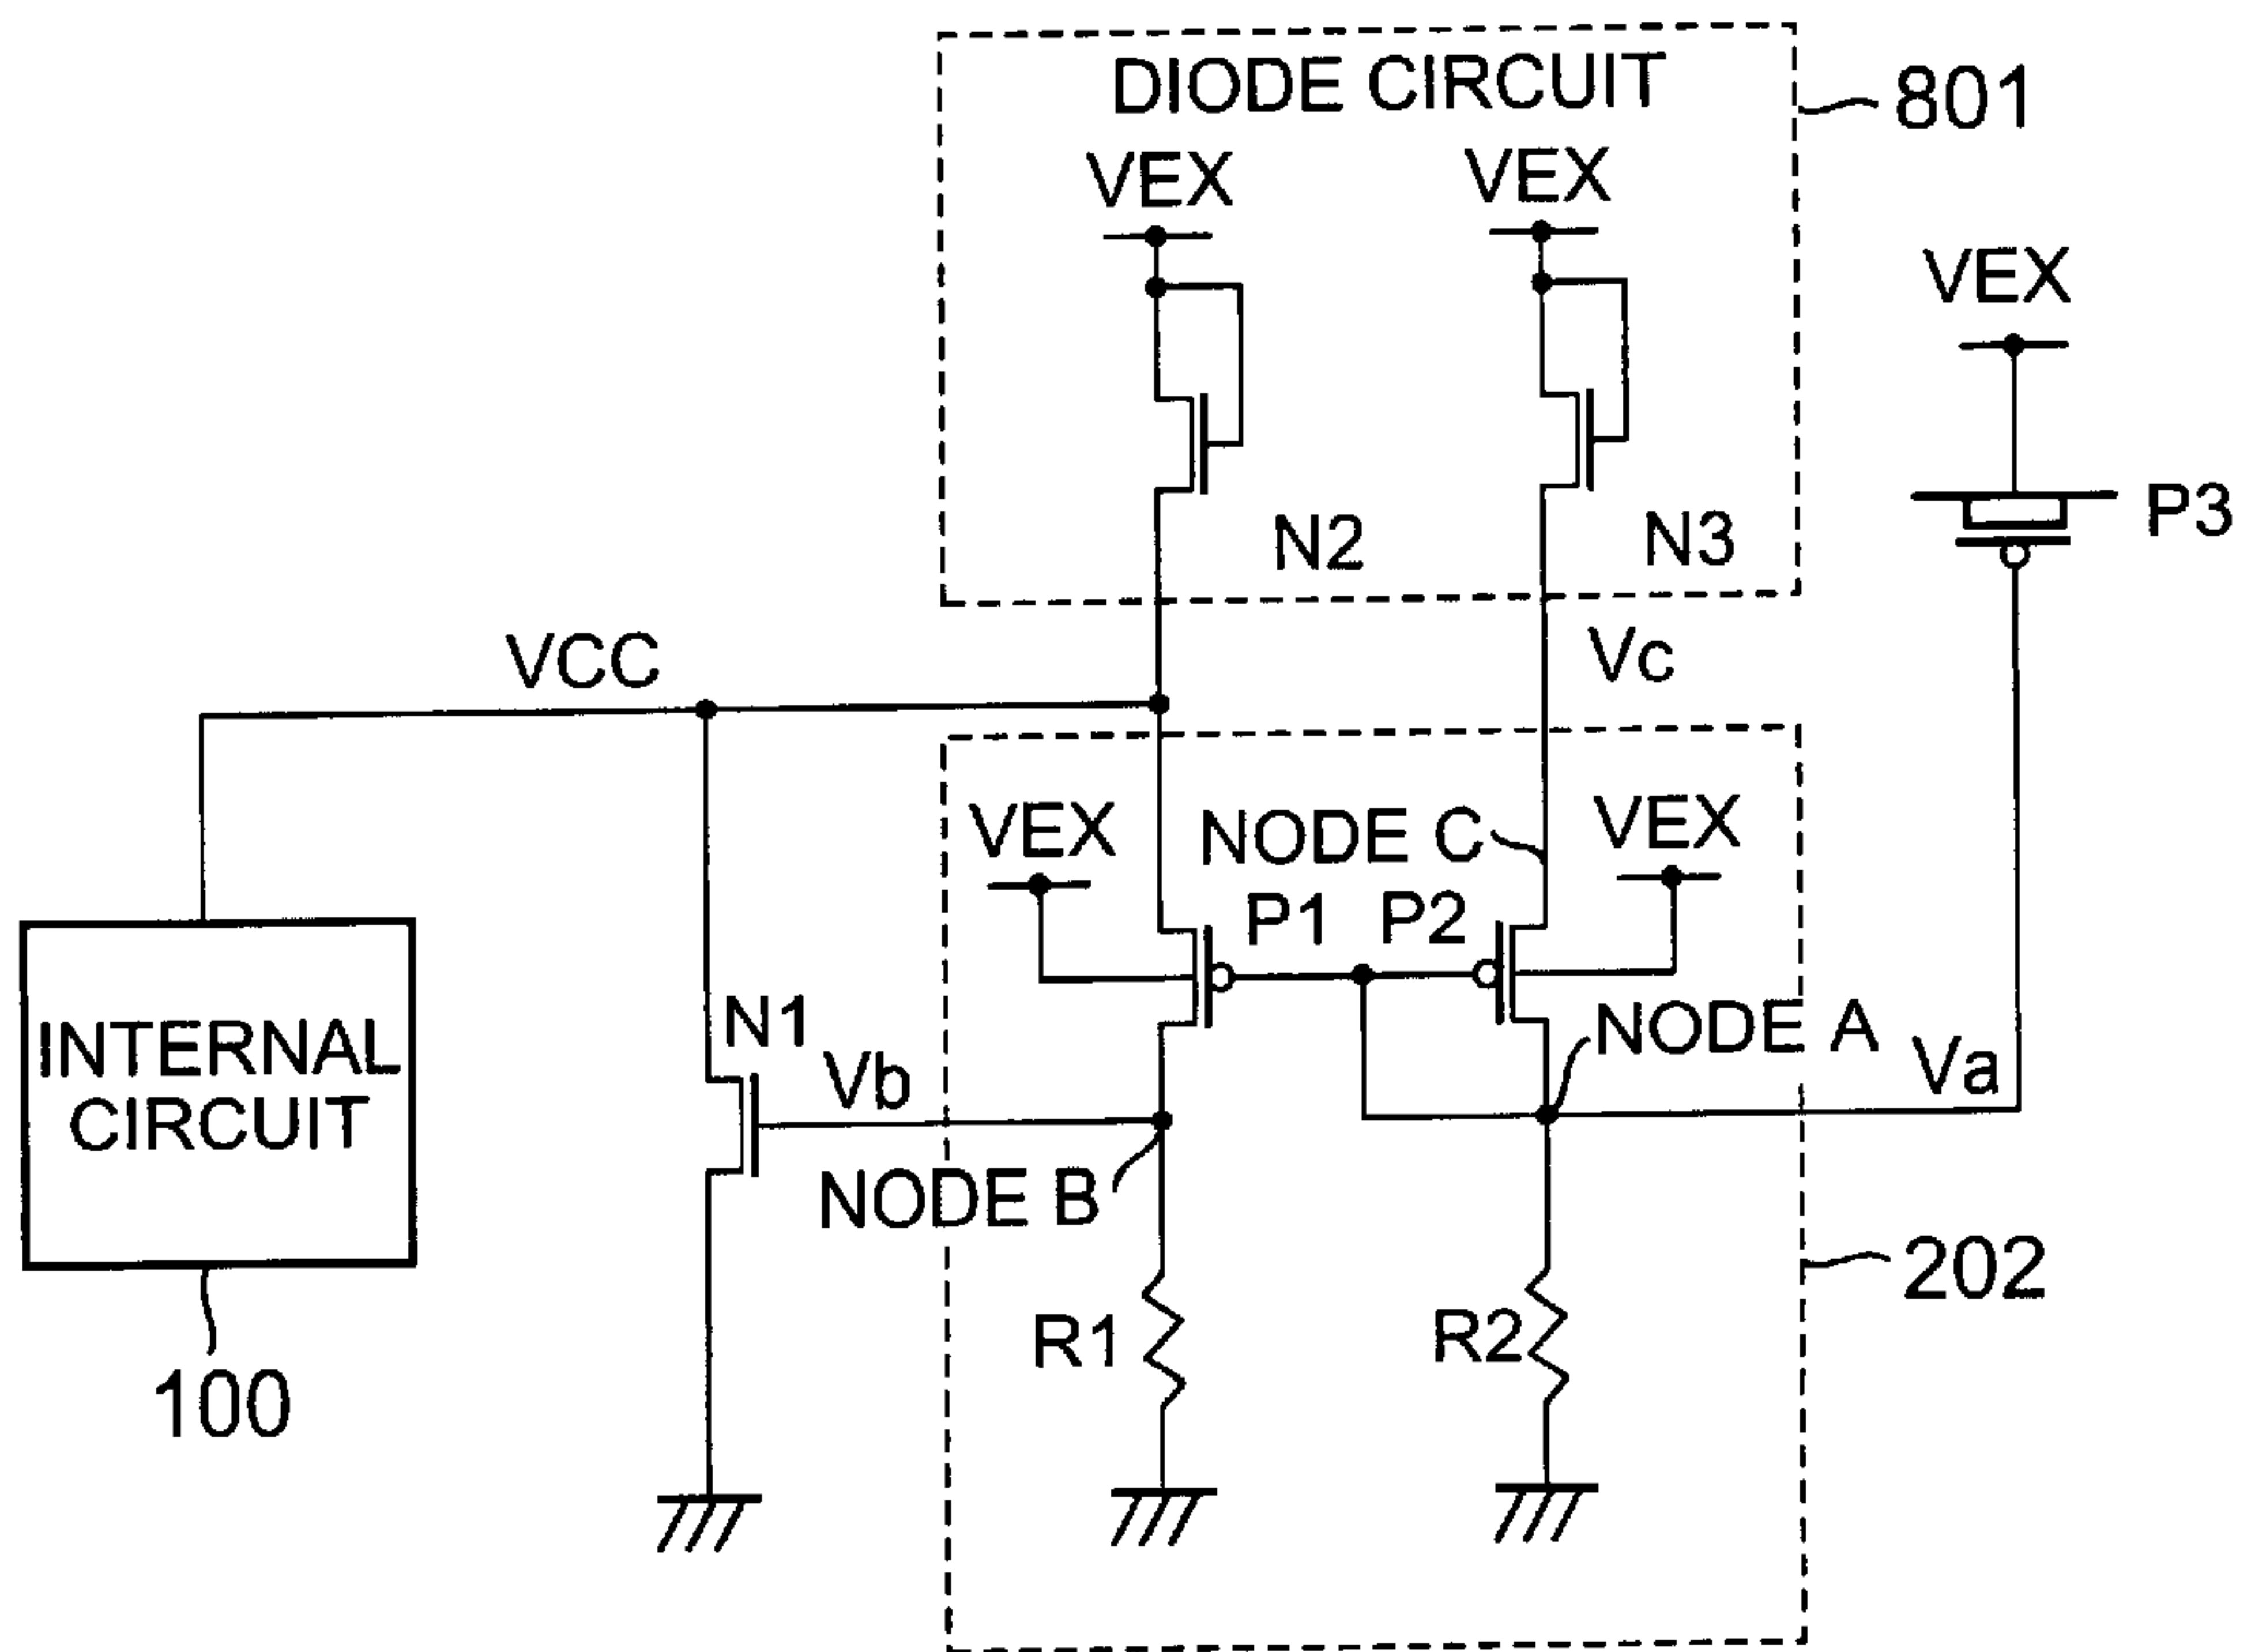 DIODE CIRCUIT
801
VEX
VEX
VEX
N2
N3
P3
VCC
Vc
VEX
NODE C
VEX
P1
P2
N1
Vb
NODE A
Va
INTERNAL
CIRCUIT
NODE B
R1
R2
202
100